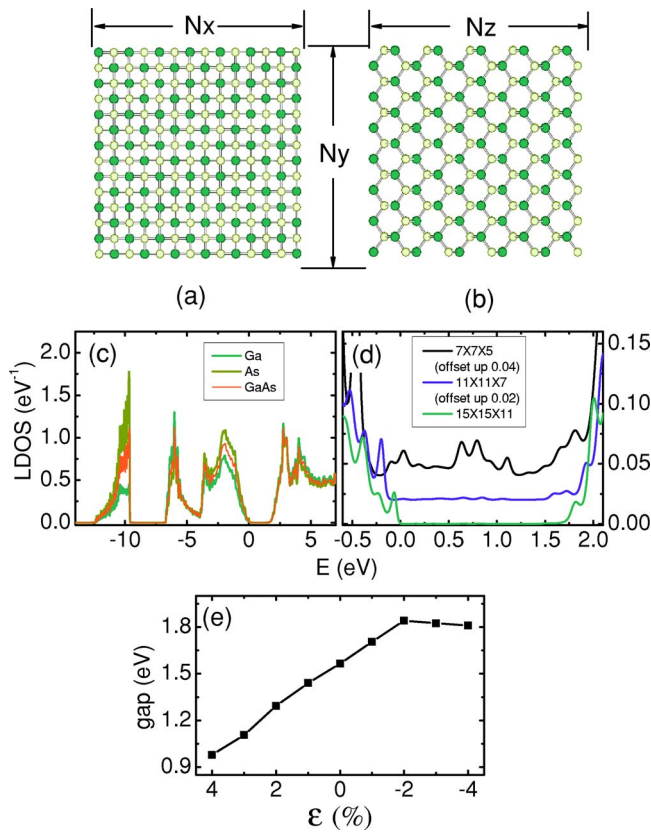 Nx
Nz
Ny
(a)
(b)
(c)
Ga
As
GaAs
2.0
1.5
1.0
0.5
0.0
LDOS (eV⁻¹)
-10
-5
0
5
(d)
7X7X5
(offset up 0.04)
11X11X7
(offset up 0.02)
15X15X11
0.15
0.10
0.05
0.00
-0.5
0.0
0.5
1.0
1.5
2.0
E (eV)
(e)
1.8
1.5
1.2
0.9
gap (eV)
4
2
0
-2
-4
ε (%)